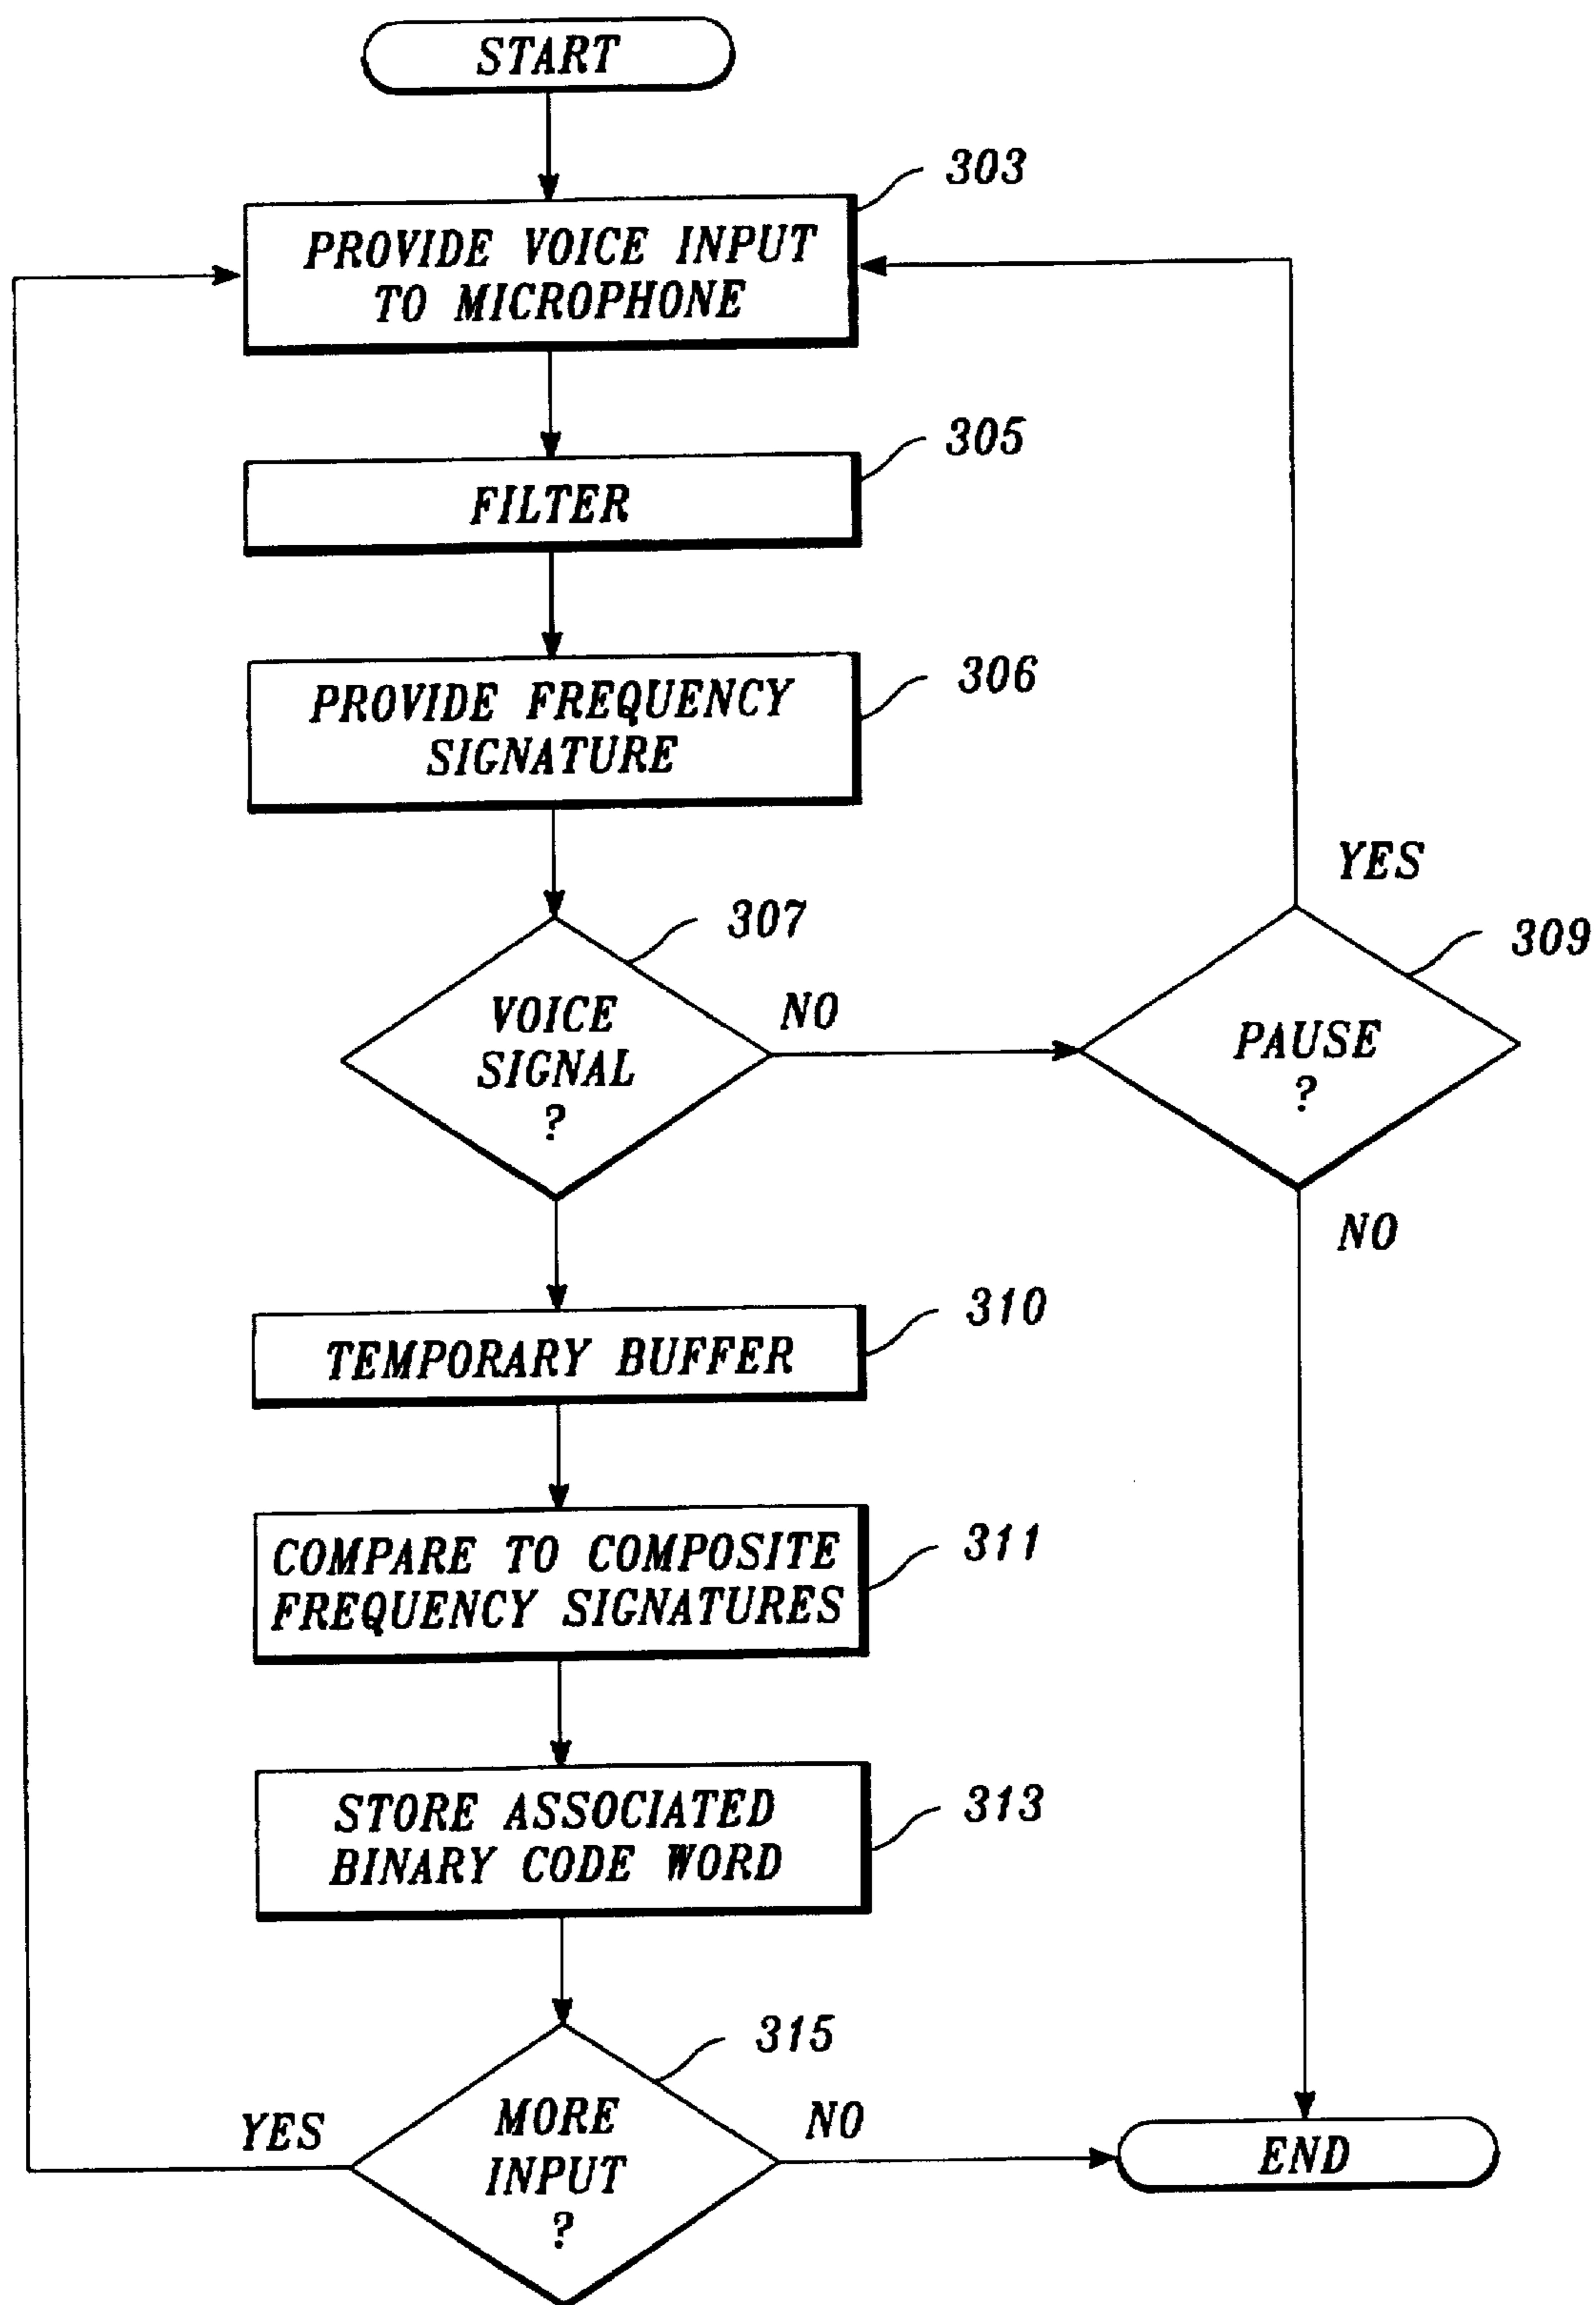 START
303
PROVIDE VOICE INPUT
TO MICROPHONE
305
FILTER
306
PROVIDE FREQUENCY
SIGNATURE
YES
307
309
VOICE
SIGNAL
?
NO
PAUSE
?
NO
310
TEMPORARY BUFFER
311
COMPARE TO COMPOSITE
FREQUENCY SIGNATURES
313
STORE ASSOCIATED
BINARY CODE WORD
315
YES
MORE
INPUT
?
NO
END